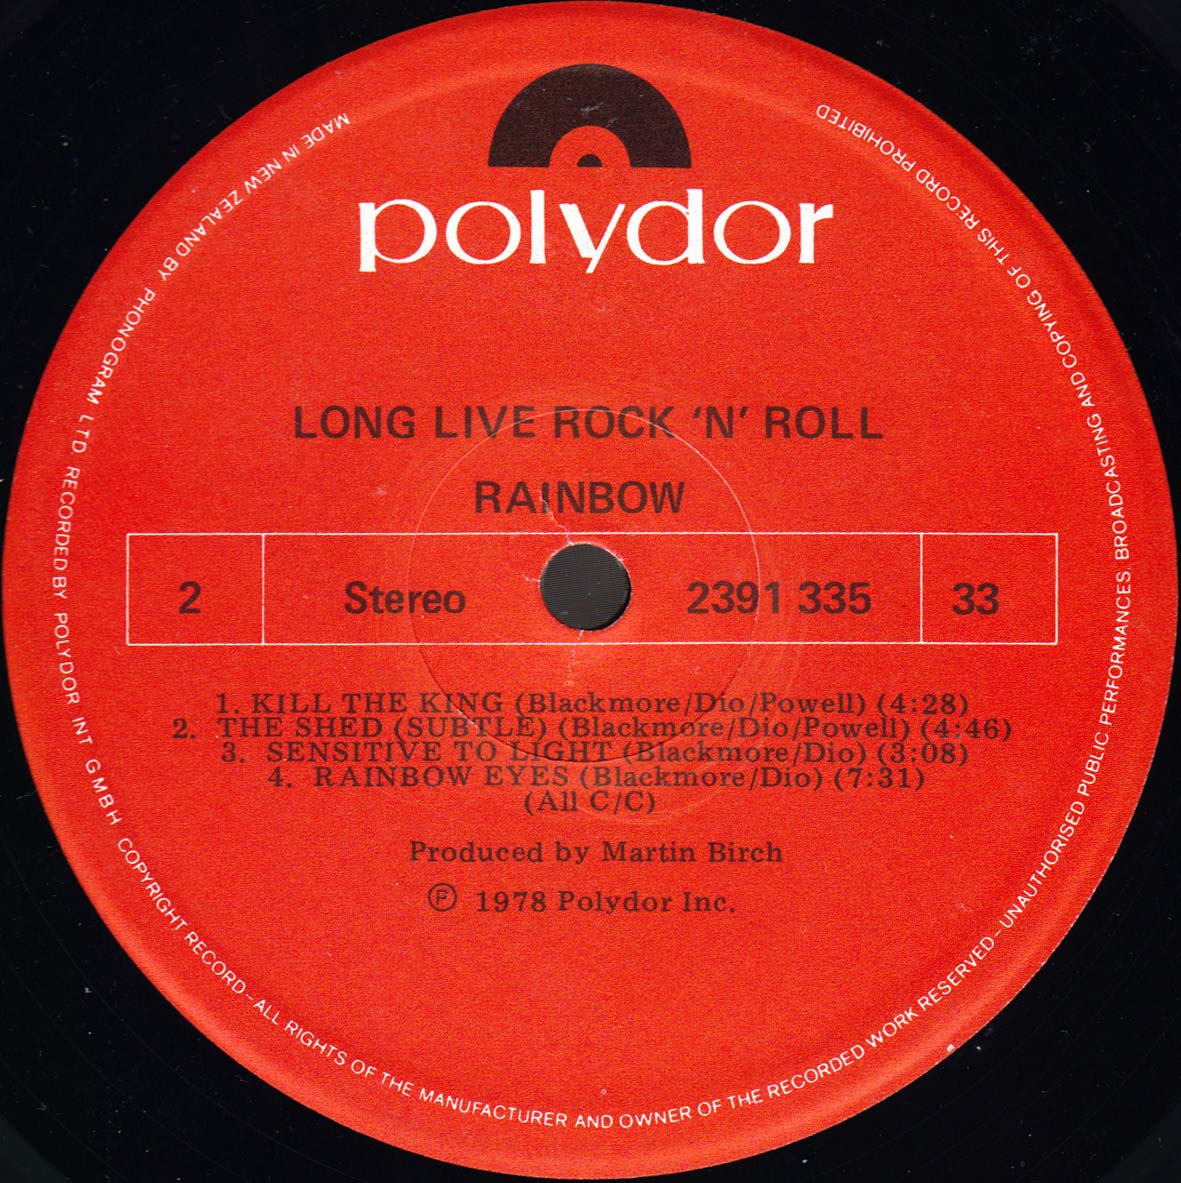 polydor
LONG LIVE ROCK 'N' ROLL
RAINBOW
2 Stereo 2391 335 33
1. KILL THE KING (Blackmore/Dio/Powell) (4:28)
2. THE SHED (SUBTLE) (Blackmore/Dio/Powell) (4:46)
3. SENSITIVE TO LIGHT (Blackmore/Dio) (3:08)
4. RAINBOW EYES (Blackmore/Dio) (7:31)
(All C/C)
Produced by Martin Birch
Ⓟ 1978 Polydor Inc.
MADE IN NEW ZEALAND BY PHONOGRAM LTD. RECORDED BY POLYDOR INT GMBH COPYRIGHT RECORD - ALL RIGHTS OF THE MANUFACTURER AND OWNER OF THE RECORDED WORK RESERVED - UNAUTHORISED PUBLIC PERFORMANCES, BROADCASTING AND COPYING OF THIS RECORD PROHIBITED